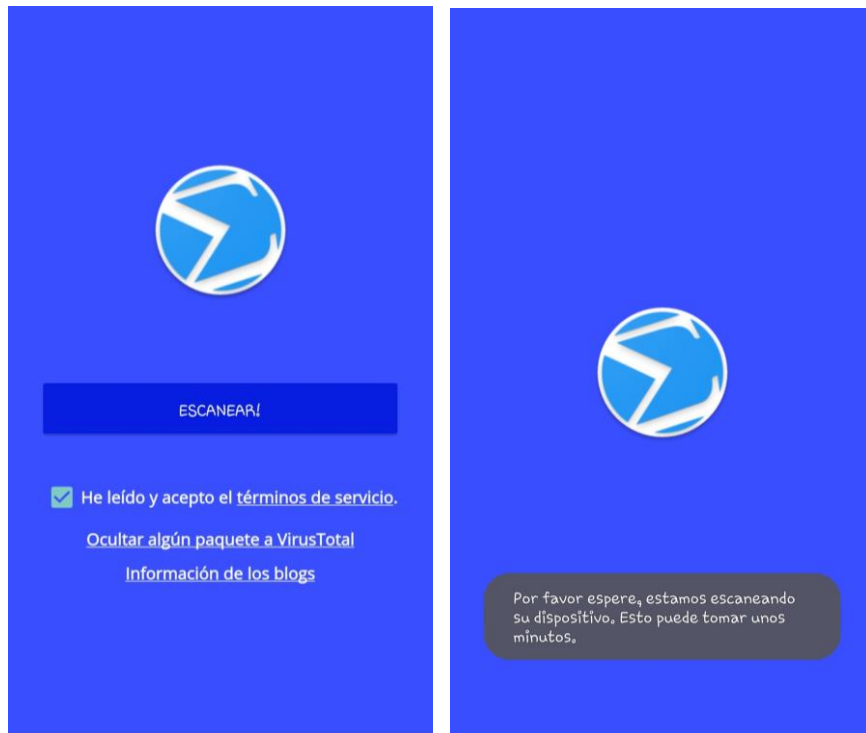 ESCANEAR!
He leído y acepto el términos de servicio.
Ocultar algún paquete a VirusTotal
Información de los blogs
Por favor espere, estamos escaneando
su dispositivo. Esto puede tomar unos
minutos.